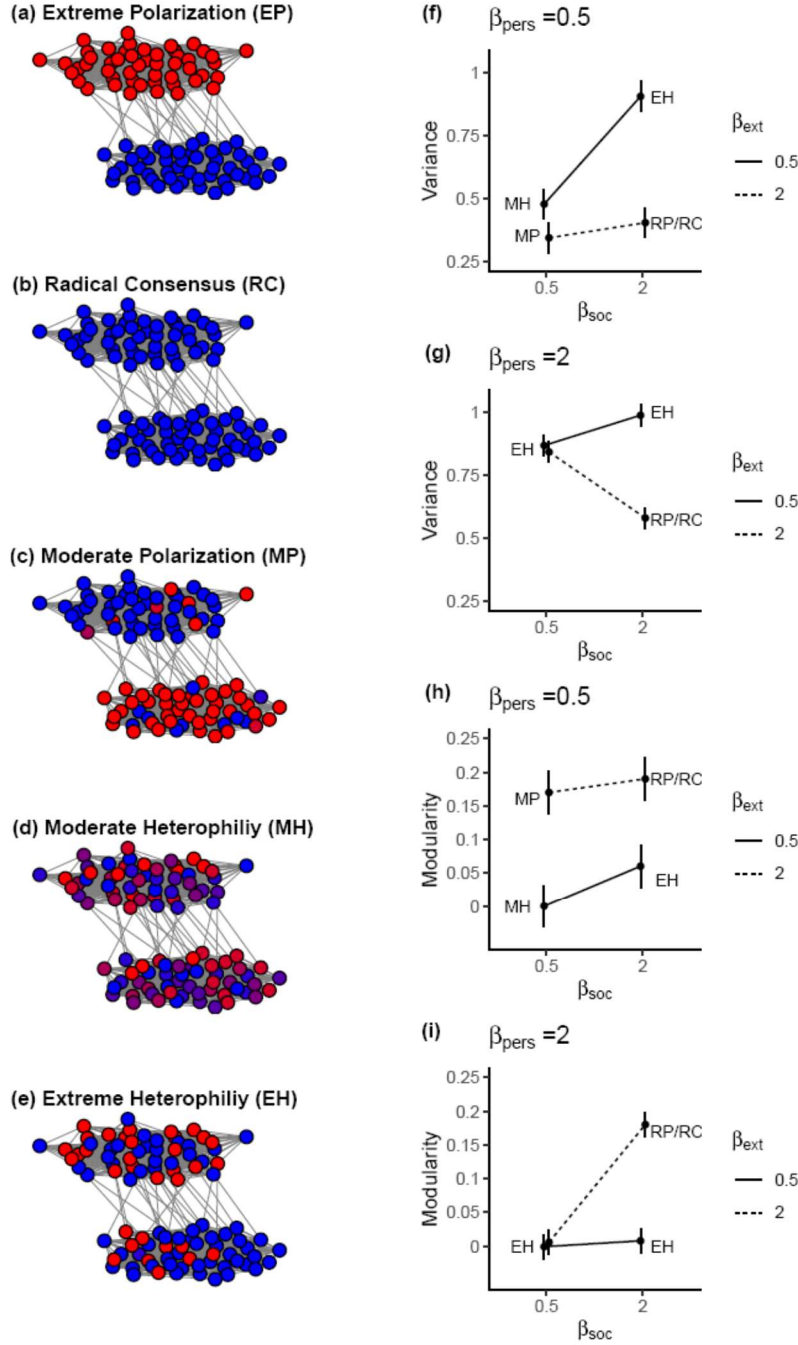 (a) Extreme Polarization (EP)
(b) Radical Consensus (RC)
(c) Moderate Polarization (MP)
(d) Moderate Heterophiliy (MH)
(e) Extreme Heterophiliy (EH)
(f) βpers =0.5
1
0.75
0.5
0.25
Variance
EH
MH
MP
RP/RC
0.5 2
βsoc
βext
0.5
2
(g) βpers =2
1
0.75
0.5
0.25
Variance
EH
EH
RP/RC
0.5 2
βsoc
βext
0.5
2
(h) βpers =0.5
0.25
0.2
0.15
0.1
0.05
0
Modularity
MP
RP/RC
EH
MH
0.5 2
βsoc
βext
0.5
2
(i) βpers =2
0.25
0.2
0.15
0.1
0.05
0
Modularity
RP/RC
EH
EH
0.5 2
βsoc
βext
0.5
2